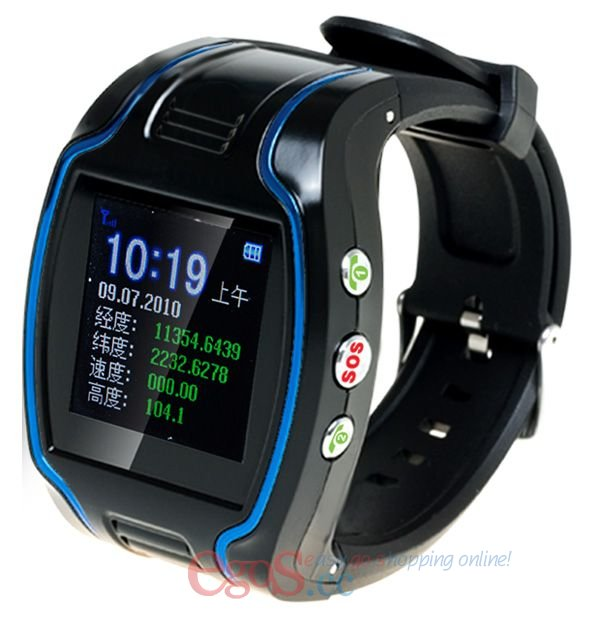 10:19 上午
09.07.2010
经度: 11354.6439
纬度: 2232.6278
速度: 000.00
高度: 104.1
1
SOS
2
easy go shopping online!
egos.cc